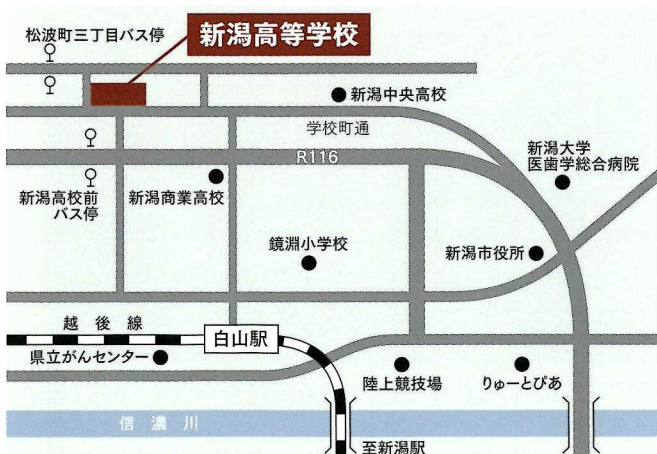 松波町三丁目バス停
新潟高等学校
新潟中央高校
学校町通
新潟大学
医歯学総合病院
R116
新潟高校前
バス停
新潟商業高校
鏡淵小学校
新潟市役所
越後線
白山駅
県立がんセンター
陸上競技場
りゅーとぴあ
信濃川
至新潟駅